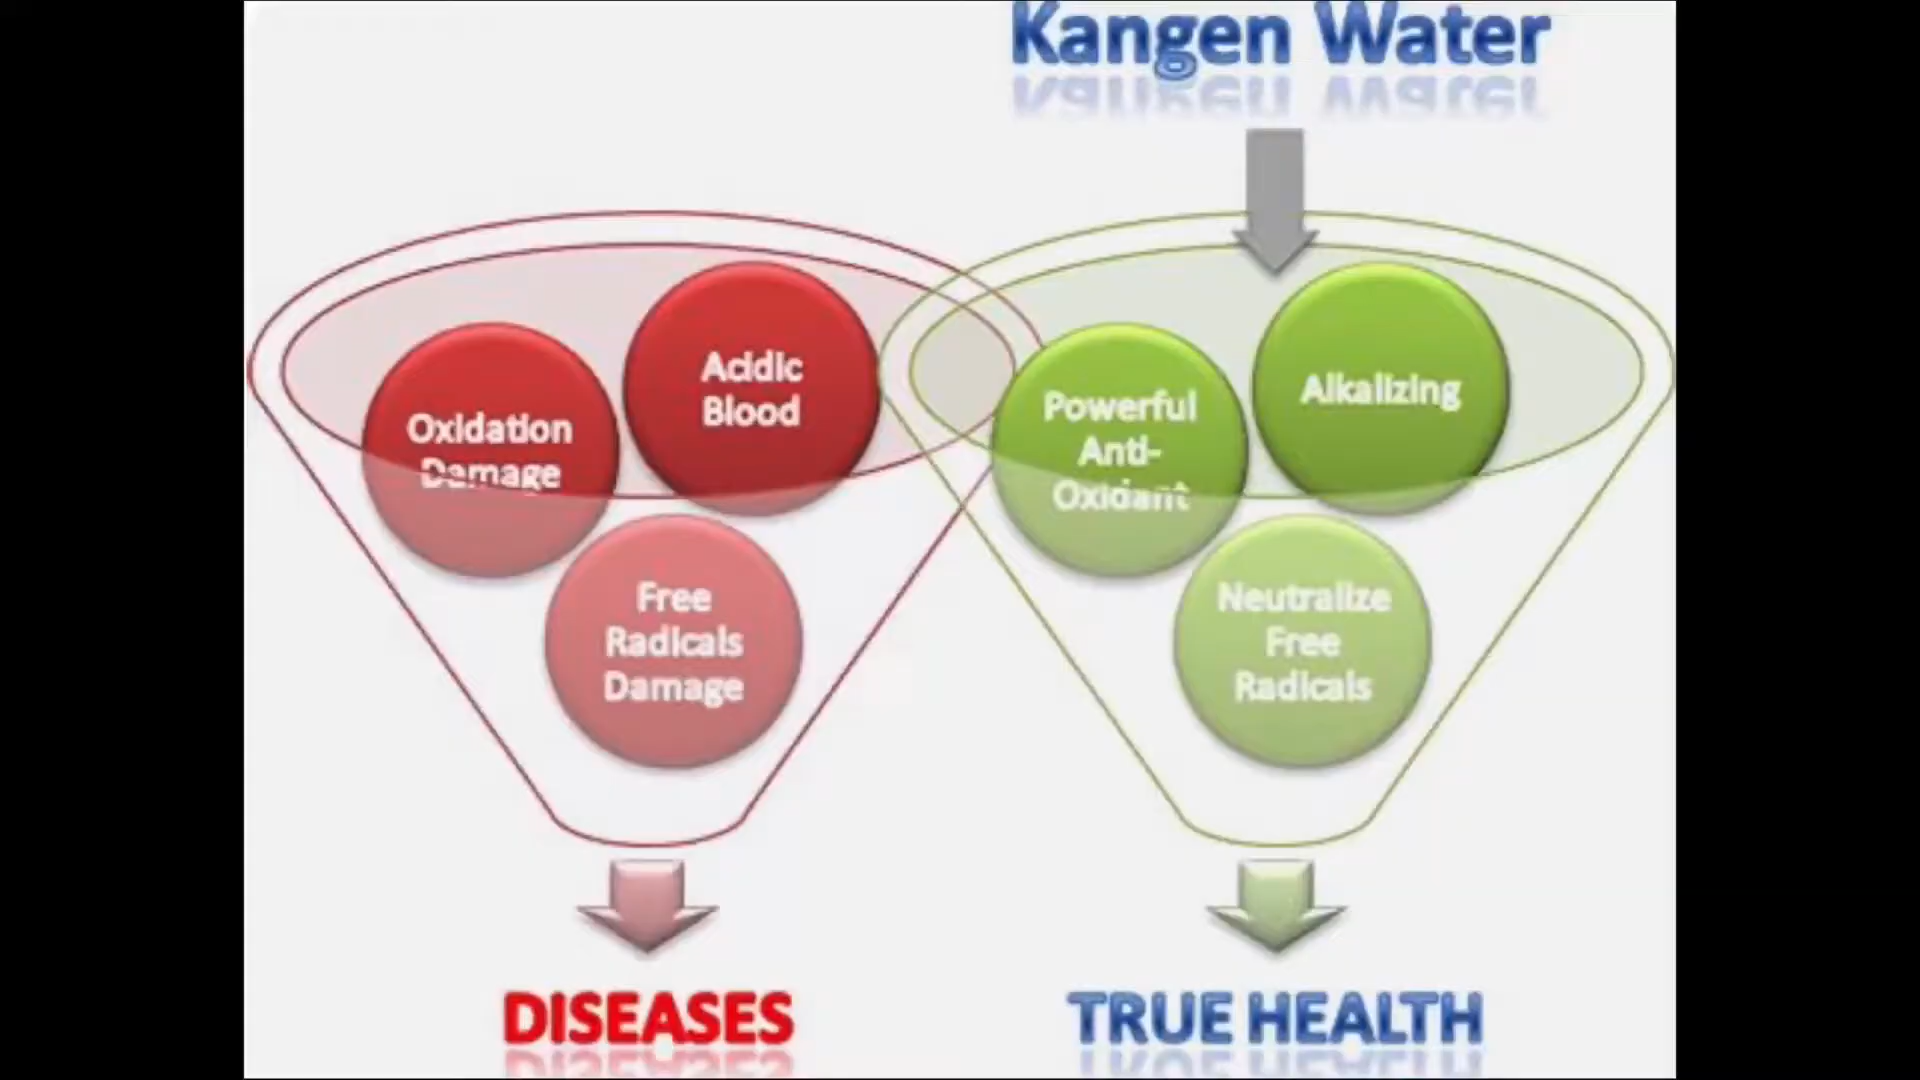 Kangen Water
Acidic
Blood
Oxidation
Damage
Free
Radicals
Damage
Alkalizing
Powerful
Anti-
Oxidant
Neutralize
Free
Radicals
DISEASES
TRUE HEALTH